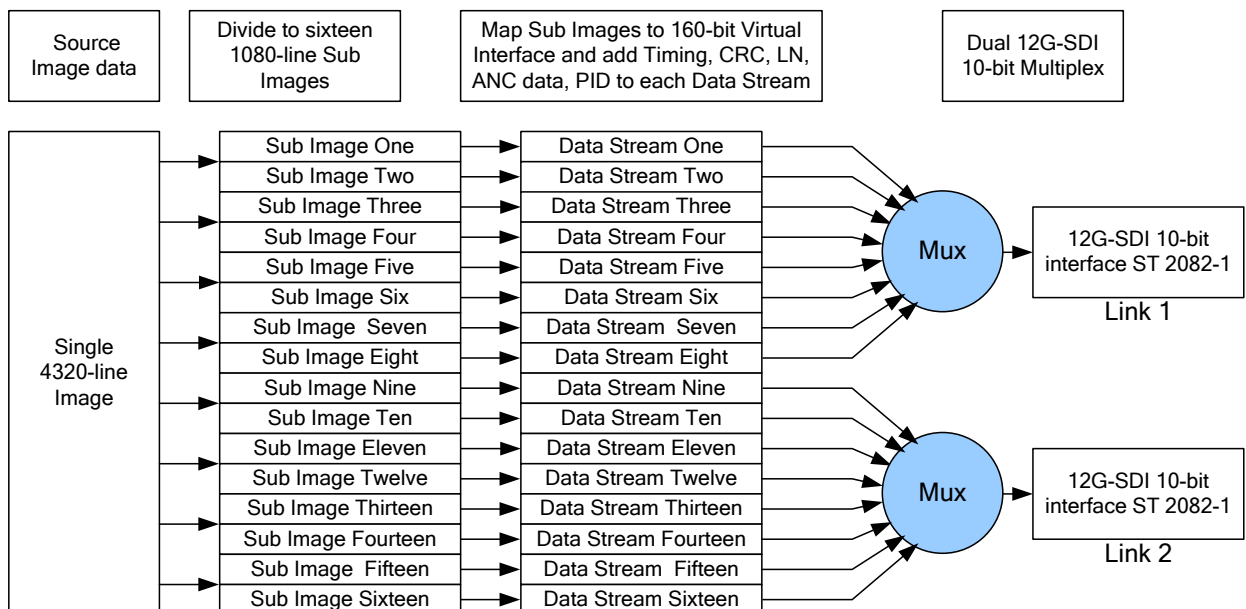 Source
Image data
Divide to sixteen
1080-line Sub
Images
Map Sub Images to 160-bit Virtual
Interface and add Timing, CRC, LN,
ANC data, PID to each Data Stream
Dual 12G-SDI
10-bit Multiplex
Single
4320-line
Image
Sub Image One
Sub Image Two
Sub Image Three
Sub Image Four
Sub Image Five
Sub Image Six
Sub Image Seven
Sub Image Eight
Sub Image Nine
Sub Image Ten
Sub Image Eleven
Sub Image Twelve
Sub Image Thirteen
Sub Image Fourteen
Sub Image Fifteen
Sub Image Sixteen
Data Stream One
Data Stream Two
Data Stream Three
Data Stream Four
Data Stream Five
Data Stream Six
Data Stream Seven
Data Stream Eight
Data Stream Nine
Data Stream Ten
Data Stream Eleven
Data Stream Twelve
Data Stream Thirteen
Data Stream Fourteen
Data Stream Fifteen
Data Stream Sixteen
Mux
12G-SDI 10-bit
interface ST 2082-1
Link 1
Mux
12G-SDI 10-bit
interface ST 2082-1
Link 2